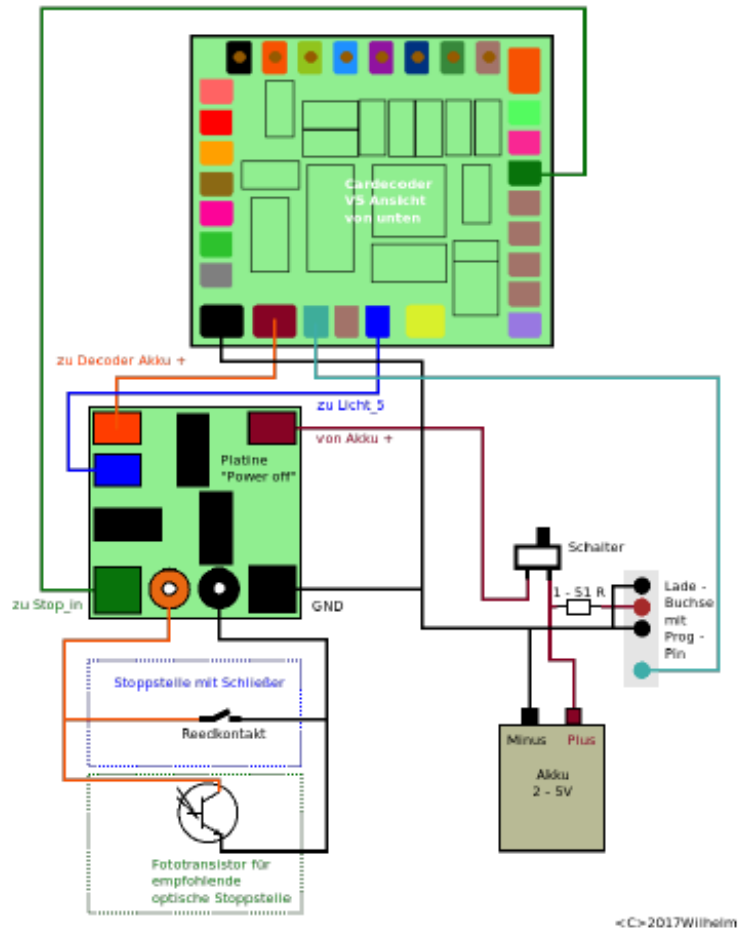 Cardecoder
V5 Ansicht
von unten
zu Decoder Akku +
zu Licht_5
von Akku +
Platine
"Power off"
Schalter
1 - 51 R
Lade -
Buchse
mit
Prog -
Pin
zu Stop_in
GND
Stoppstelle mit Schließer
Reedkontakt
Minus
Plus
Akku
2 - 5V
Fototransistor für
empfohlende
optische Stoppstelle
<C>2017Wilhelm